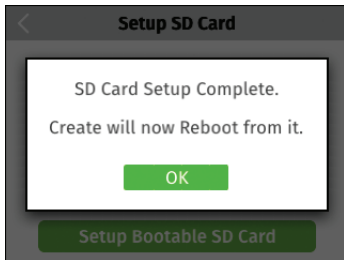 Setup SD Card
SD Card Setup Complete.
Create will now Reboot from it.
OK
Setup Bootable SD Card